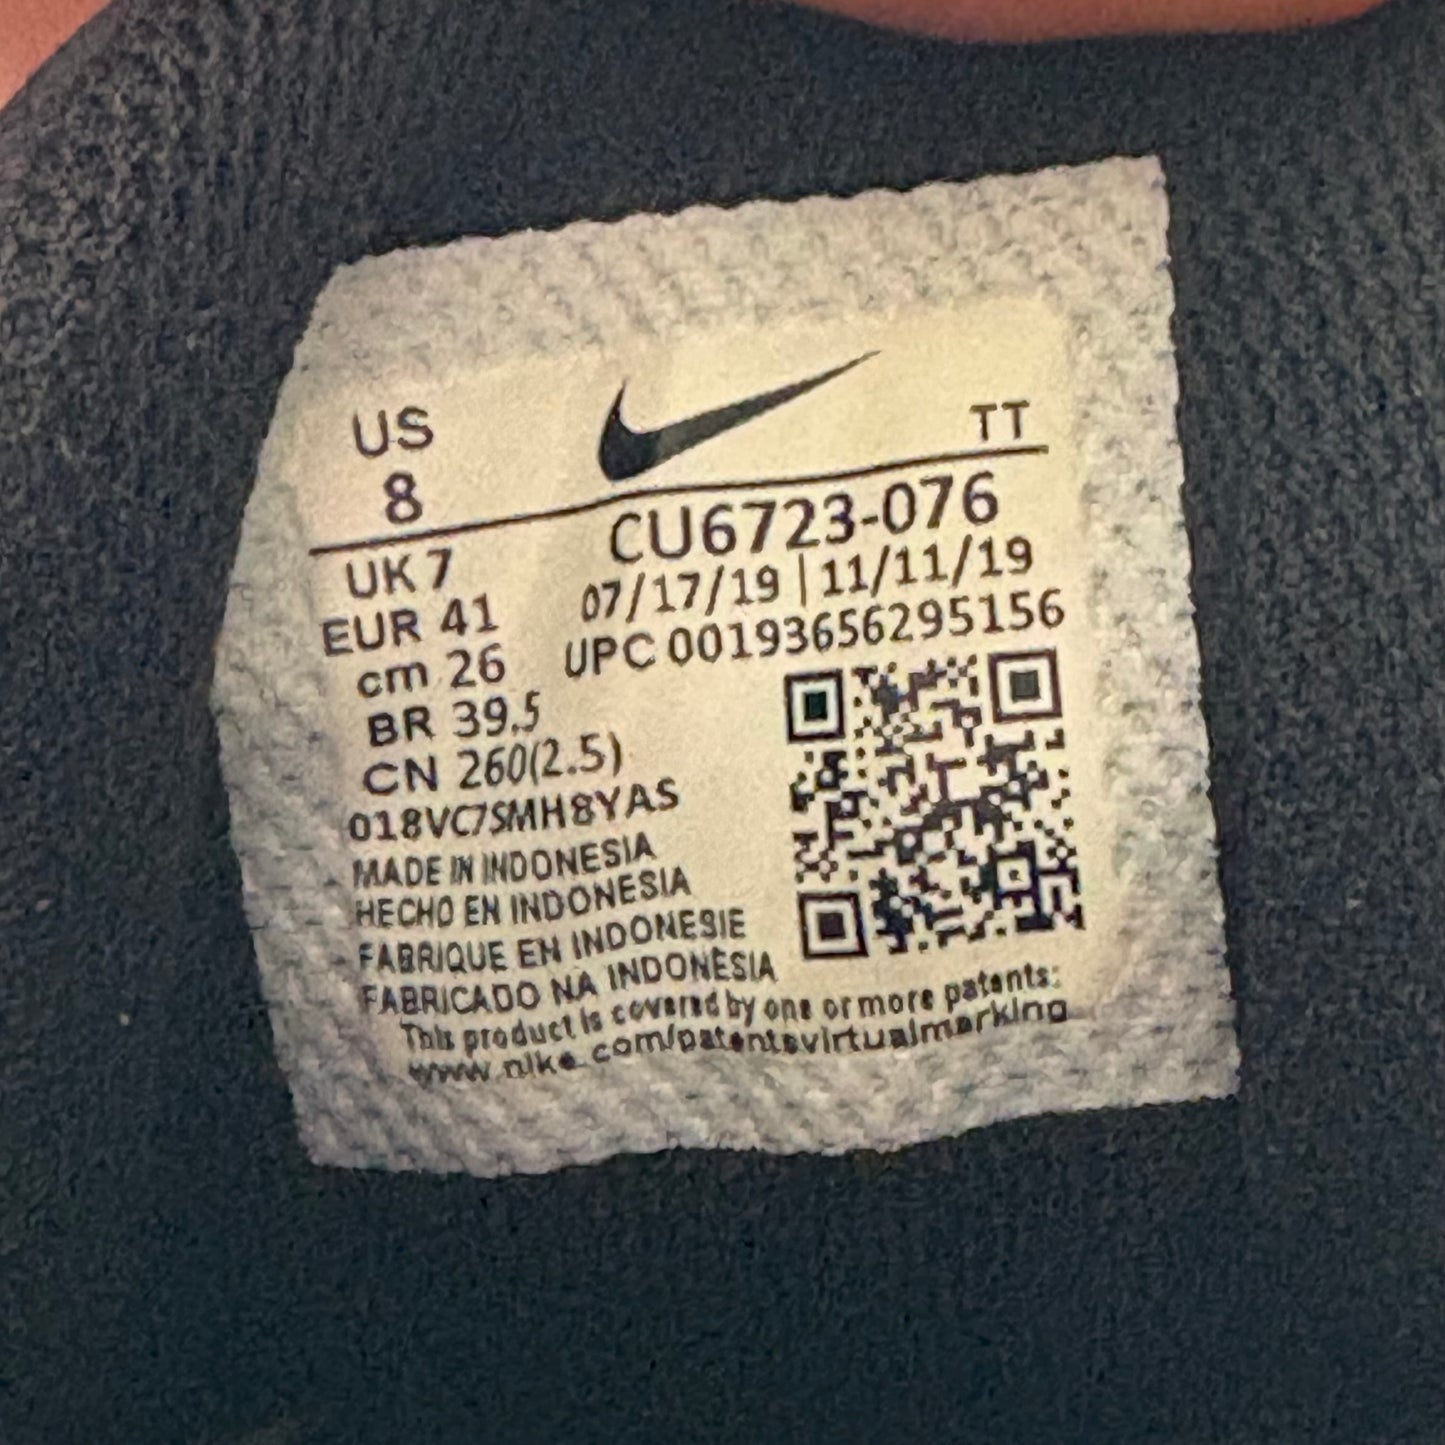 US
8
TT
UK 7
EUR 41
cm 26
BR 39.5
CN 260(2.5)
CU6723-076
07/17/19 | 11/11/19
UPC 00193656295156
018VC7SMH8YAS
MADE IN INDONESIA
HECHO EN INDONESIA
FABRIQUE EN INDONESIE
FABRICADO NA INDONÉSIA
This product is covered by one or more patents:
www.nike.com/patentsvirtualmarking